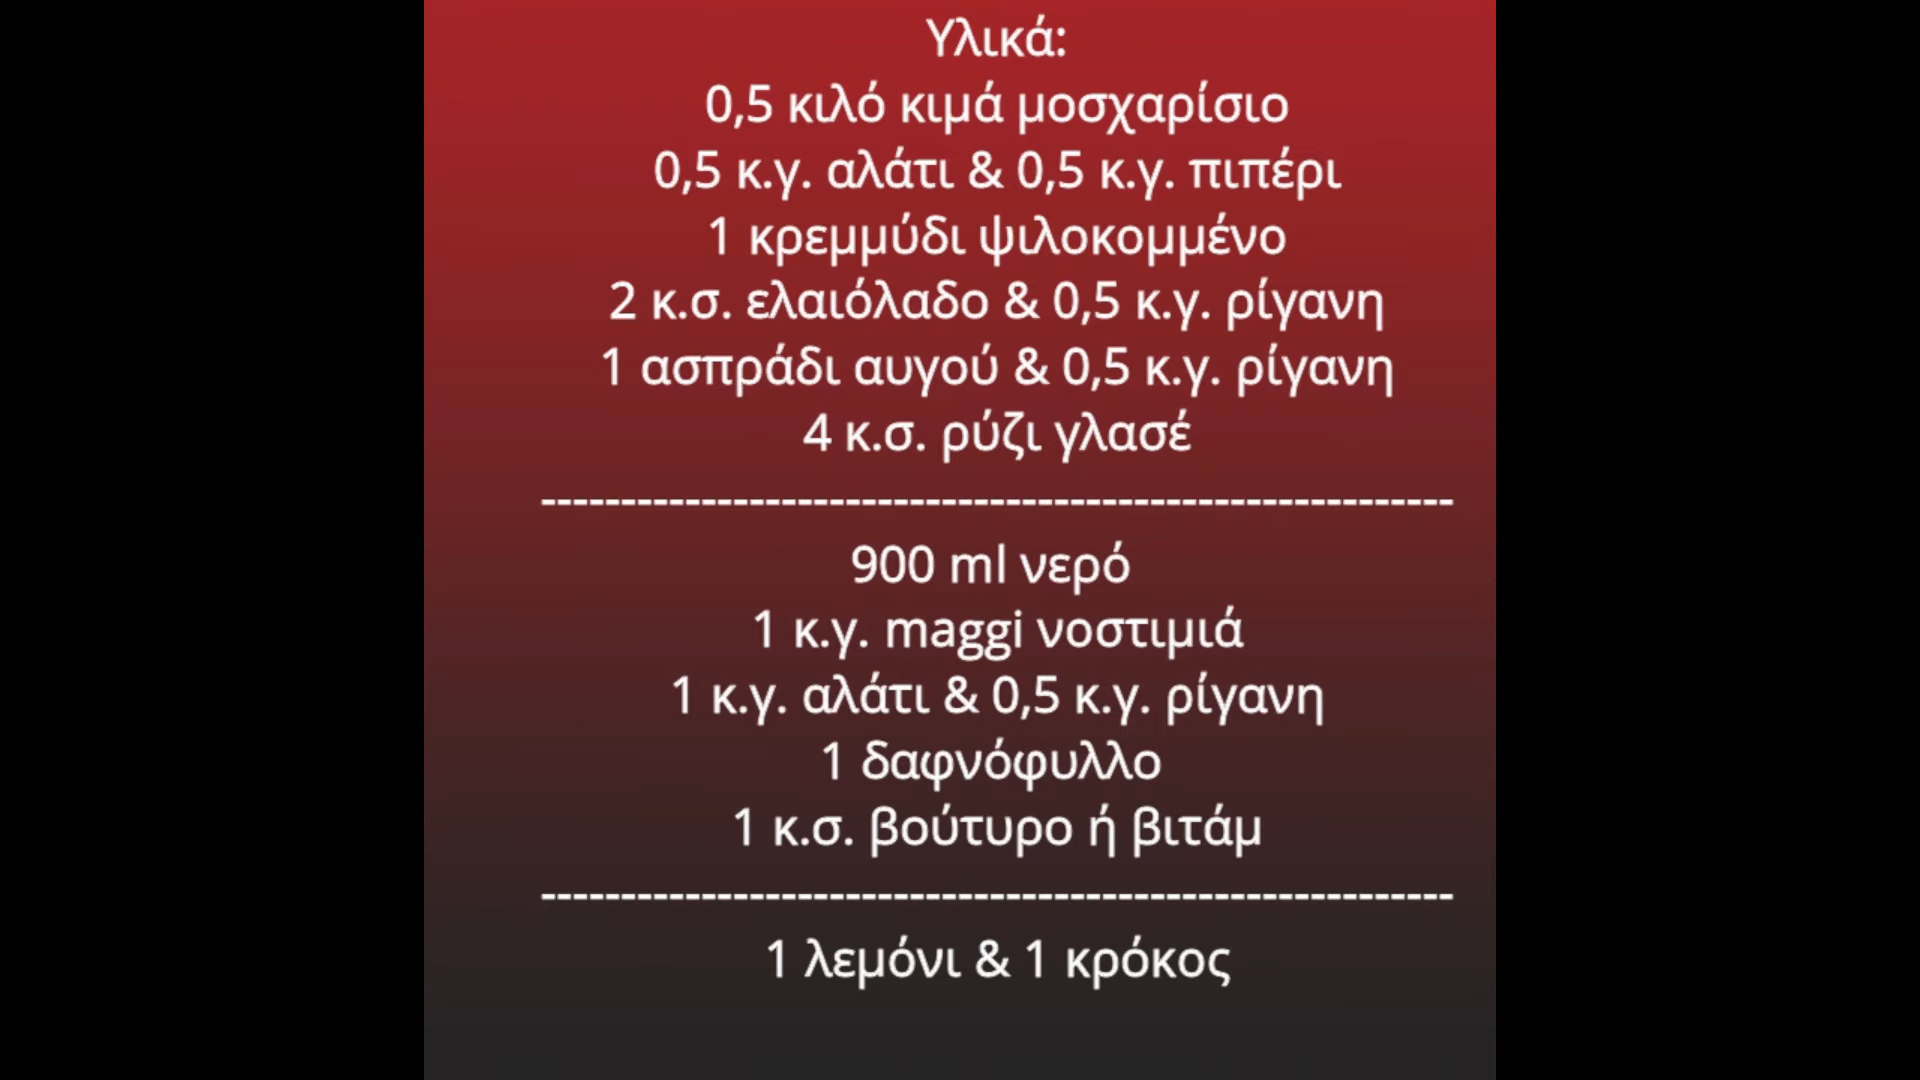 Υλικά:
0,5 κιλό κιμά μοσχαρίσιο
0,5 κ.γ. αλάτι & 0,5 κ.γ. πιπέρι
1 κρεμμύδι ψιλοκομμένο
2 κ.σ. ελαιόλαδο & 0,5 κ.γ. ρίγανη
1 ασπράδι αυγού & 0,5 κ.γ. ρίγανη
4 κ.σ. ρύζι γλασέ
---------------------------------------------------------
900 ml νερό
1 κ.γ. maggi νοστιμιά
1 κ.γ. αλάτι & 0,5 κ.γ. ρίγανη
1 δαφνόφυλλο
1 κ.σ. βούτυρο ή βιτάμ
---------------------------------------------------------
1 λεμόνι & 1 κρόκος